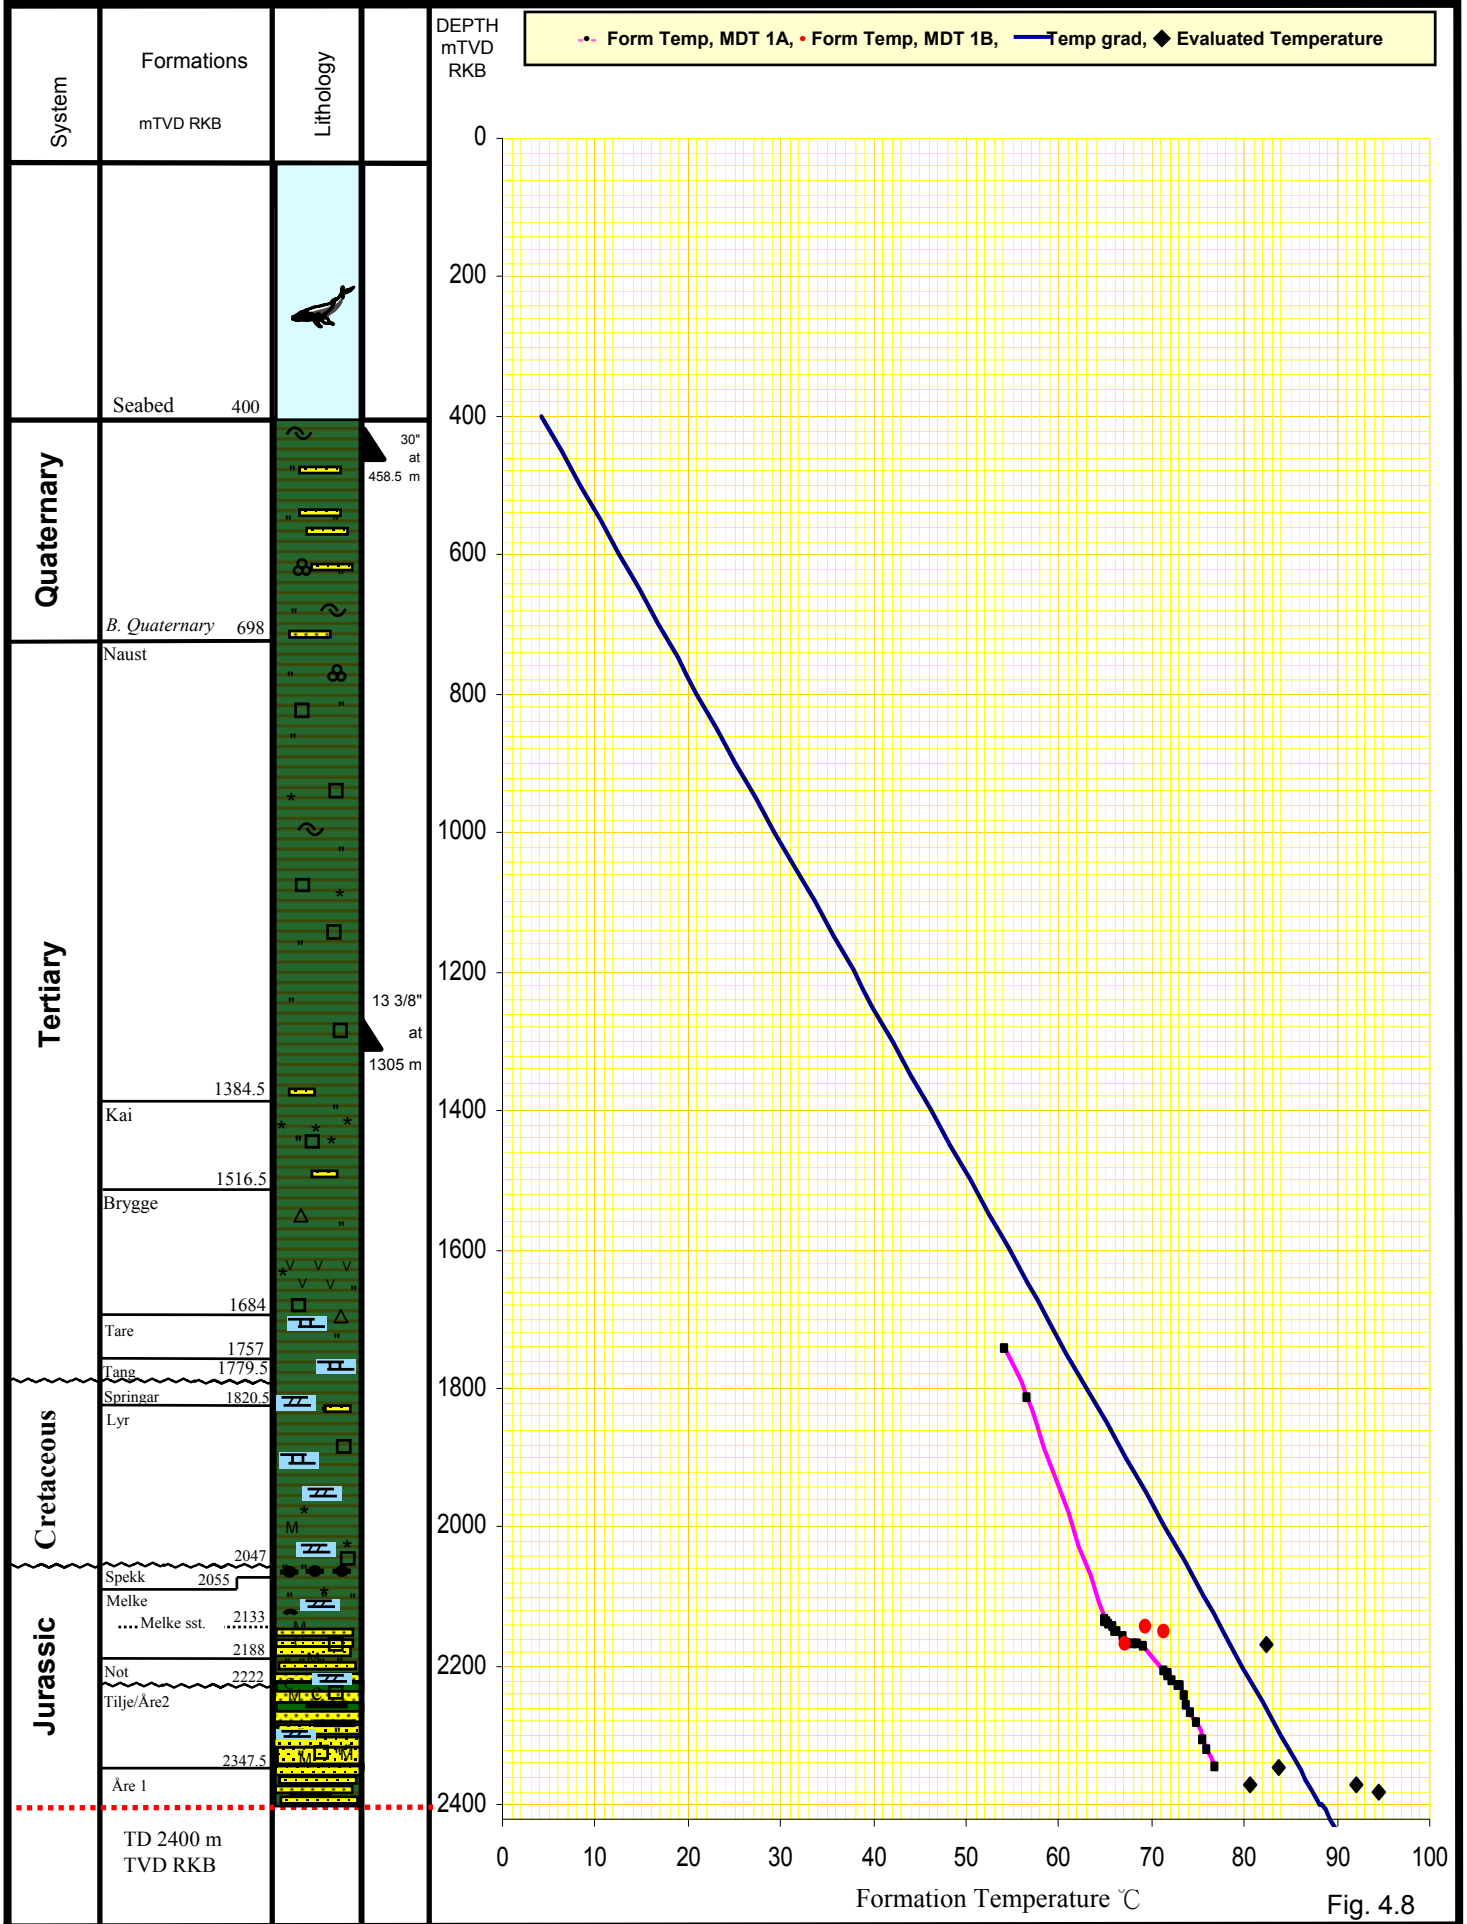 System
Formations
mTVD RKB
Lithology
DEPTH
mTVD
RKB
Form Temp, MDT 1A, Form Temp, MDT 1B, Temp grad, Evaluated Temperature
Seabed 400
30"
at
458.5 m
Quaternary
B. Quaternary 698
Naust
Tertiary
13 3/8"
at
1305 m
1384.5
Kai
1516.5
Brygge
1684
Tare
1757
Tang 1779.5
Springar 1820.5
Lyr
Cretaceous
2047
Spekk 2055
Melke
Melke sst. 2133
2188
Jurassic
Not 2222
Tilje/Åre2
2347.5
Åre 1
TD 2400 m
TVD RKB
0
200
400
600
800
1000
1200
1400
1600
1800
2000
2200
2400
0 10 20 30 40 50 60 70 80 90 100
Formation Temperature ℃
Fig. 4.8